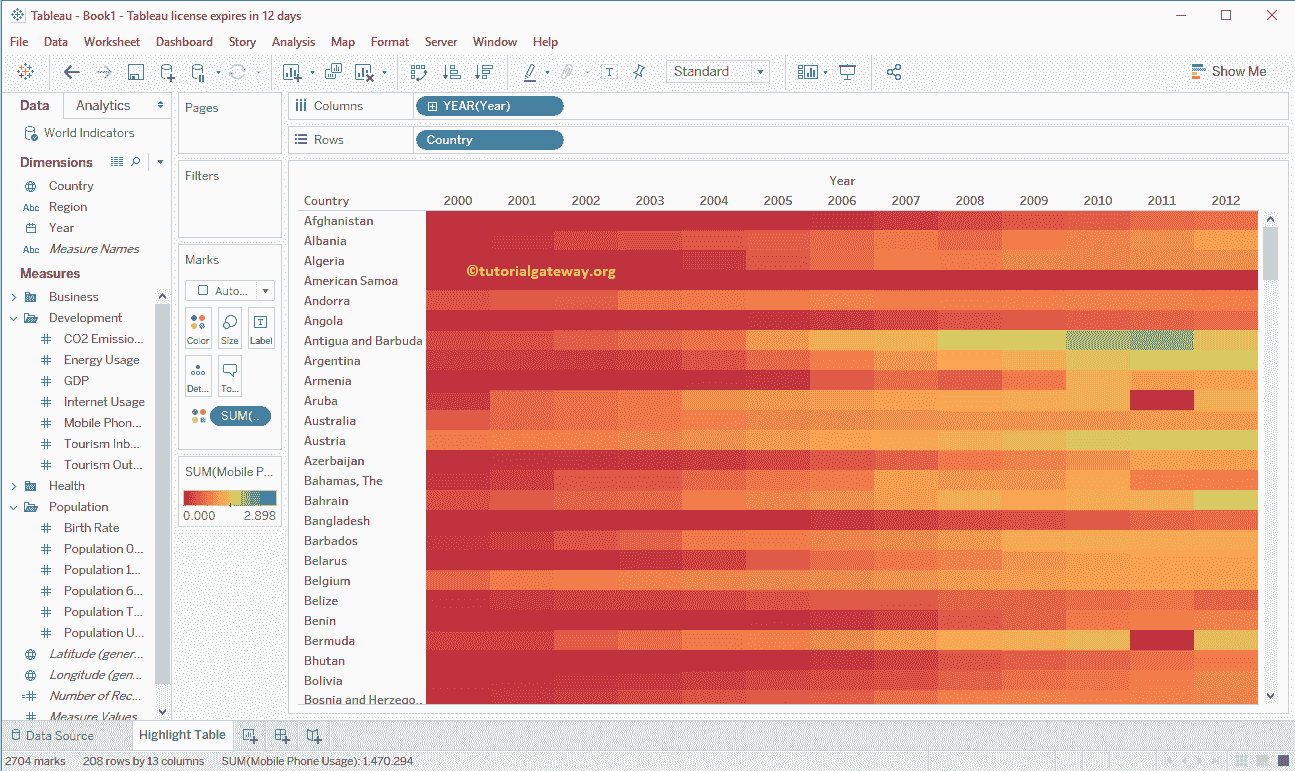 Tableau - Book1 - Tableau license expires in 12 days
File Data Worksheet Dashboard Story Analysis Map Format Server Window Help
Standard
Show Me
Data Analytics
World Indicators
Dimensions
Country
Abc Region
Year
Abc Measure Names
Measures
Business
Development
CO2 Emissio...
Energy Usage
GDP
Internet Usage
Mobile Phon...
Tourism Inb...
Tourism Out...
Health
Population
Birth Rate
Population 0...
Population 1...
Population 6...
Population T...
Population U...
Latitude (gener...
Longitude (gen...
Number of Rec...
Measure Values
Pages
Filters
Marks
Auto...
Color Size Label
Det... To...
SUM(..
SUM(Mobile P...
0.000 2.898
Columns YEAR(Year)
Rows Country
Year
Country 2000 2001 2002 2003 2004 2005 2006 2007 2008 2009 2010 2011 2012
Afghanistan
Albania
Algeria
©tutorialgateway.org
American Samoa
Andorra
Angola
Antigua and Barbuda
Argentina
Armenia
Aruba
Australia
Austria
Azerbaijan
Bahamas, The
Bahrain
Bangladesh
Barbados
Belarus
Belgium
Belize
Benin
Bermuda
Bhutan
Bolivia
Bosnia and Herzego..
Data Source Highlight Table
2704 marks 208 rows by 13 columns SUM(Mobile Phone Usage): 1.470.294